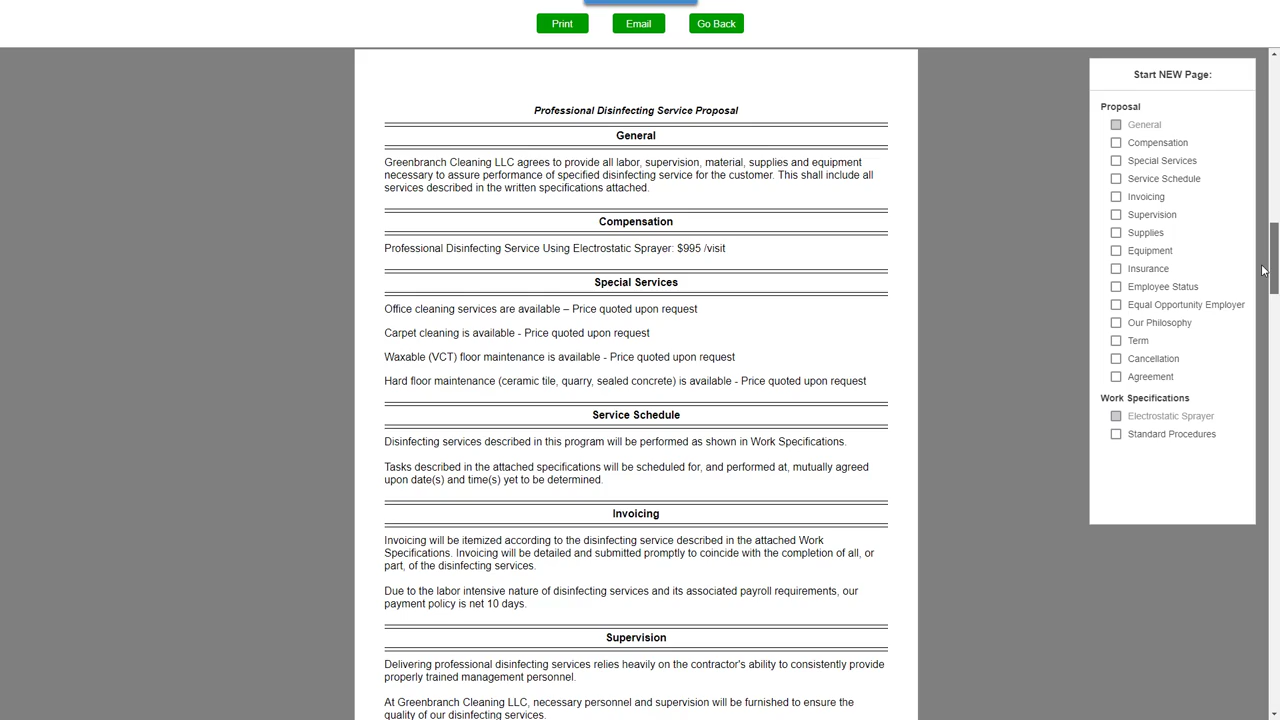 Print
Email
Go Back
Professional Disinfecting Service Proposal
General
Greenbranch Cleaning LLC agrees to provide all labor, supervision, material, supplies and equipment
necessary to assure performance of specified disinfecting service for the customer. This shall include all
services described in the written specifications attached.
Compensation
Professional Disinfecting Service Using Electrostatic Sprayer: $995 /visit
Special Services
Office cleaning services are available – Price quoted upon request
Carpet cleaning is available - Price quoted upon request
Waxable (VCT) floor maintenance is available - Price quoted upon request
Hard floor maintenance (ceramic tile, quarry, sealed concrete) is available - Price quoted upon request
Service Schedule
Disinfecting services described in this program will be performed as shown in Work Specifications.
Tasks described in the attached specifications will be scheduled for, and performed at, mutually agreed
upon date(s) and time(s) yet to be determined.
Invoicing
Invoicing will be itemized according to the disinfecting service described in the attached Work
Specifications. Invoicing will be detailed and submitted promptly to coincide with the completion of all, or
part, of the disinfecting services.
Due to the labor intensive nature of disinfecting services and its associated payroll requirements, our
payment policy is net 10 days.
Supervision
Delivering professional disinfecting services relies heavily on the contractor's ability to consistently provide
properly trained management personnel.
At Greenbranch Cleaning LLC, necessary personnel and supervision will be furnished to ensure the
quality of our disinfecting services.
Start NEW Page:
Proposal
General
Compensation
Special Services
Service Schedule
Invoicing
Supervision
Supplies
Equipment
Insurance
Employee Status
Equal Opportunity Employer
Our Philosophy
Term
Cancellation
Agreement
Work Specifications
Electrostatic Sprayer
Standard Procedures